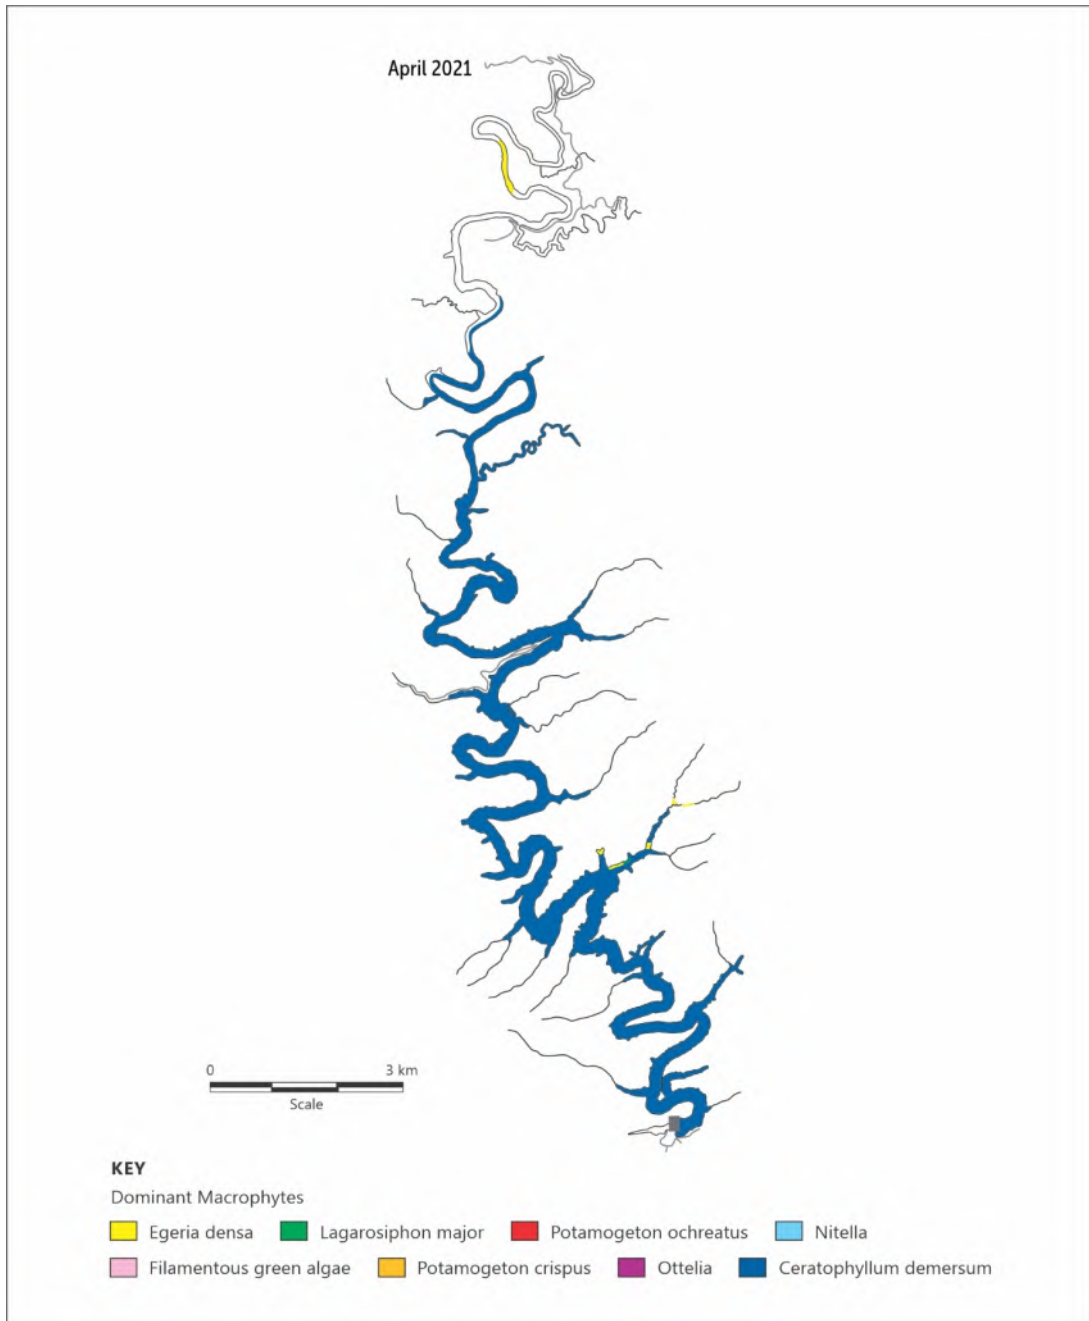 April 2021
0 3 km
Scale
KEY
Dominant Macrophytes
Egeria densa Lagarosiphon major Potamogeton ochreatus Nitella
Filamentous green algae Potamogeton crispus Ottelia Ceratophyllum demersum